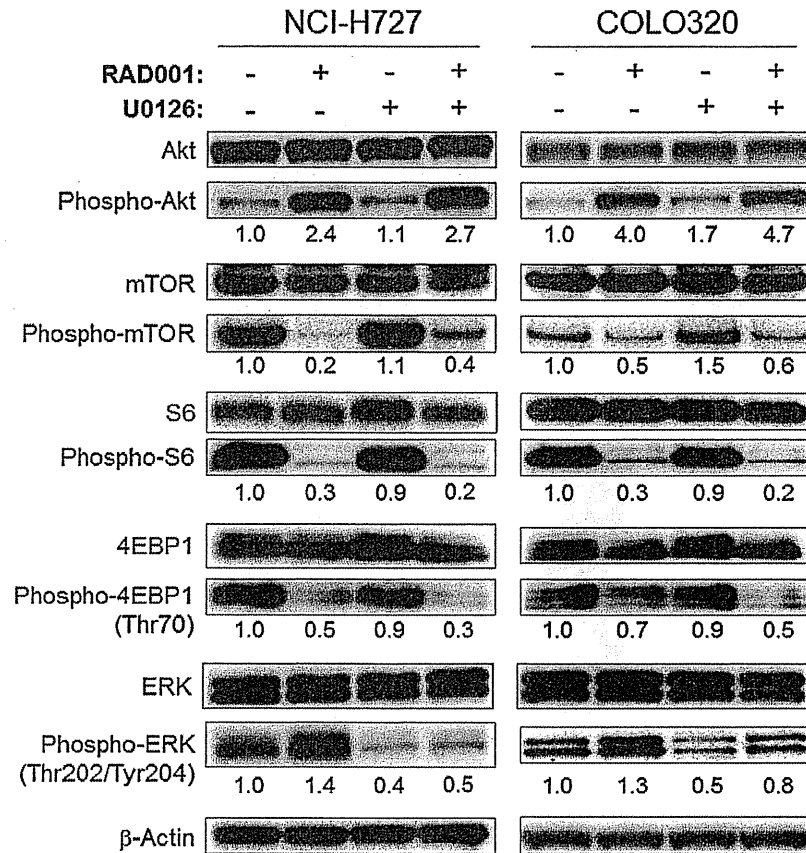 NCI-H727 COLO320
RAD001: - + - + - + - +
U0126: - - + + - - + +
Akt
Phospho-Akt
1.0 2.4 1.1 2.7 1.0 4.0 1.7 4.7
mTOR
Phospho-mTOR
1.0 0.2 1.1 0.4 1.0 0.5 1.5 0.6
S6
Phospho-S6
1.0 0.3 0.9 0.2 1.0 0.3 0.9 0.2
4EBP1
Phospho-4EBP1
(Thr70)
1.0 0.5 0.9 0.3 1.0 0.7 0.9 0.5
ERK
Phospho-ERK
(Thr202/Tyr204)
1.0 1.4 0.4 0.5 1.0 1.3 0.5 0.8
β-Actin